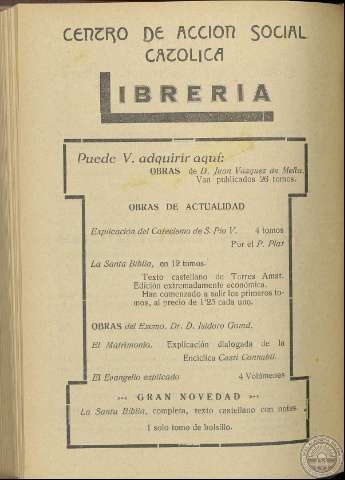 CENTRO DE ACCION SOCIAL
CATOLICA
LIBRERIA
Puede V. adquirir aquí:
OBRAS de D. Juan Vazquez de Mella.
Van publicados 26 tomos.
OBRAS DE ACTUALIDAD
Explicación del Catecismo de S. Pío V. 4 tomos
Por el P. Plat
La Santa Biblia, en 12 tomos.
Texto castellano de Torres Amat.
Edición extremadamente económica.
Han comenzado a salir los primeros to-
mos, al precio de 1'25 cada uno.
OBRAS del Excmo. Dr. D. Isidoro Gomá.
El Matrimonio. Explicación dialogada de la
Encíclica Casti Connubii.
El Evangelio explicado 4 Volúmenes
GRAN NOVEDAD
La Santa Biblia, completa, texto castellano con notas
1 solo tomo de bolsillo.